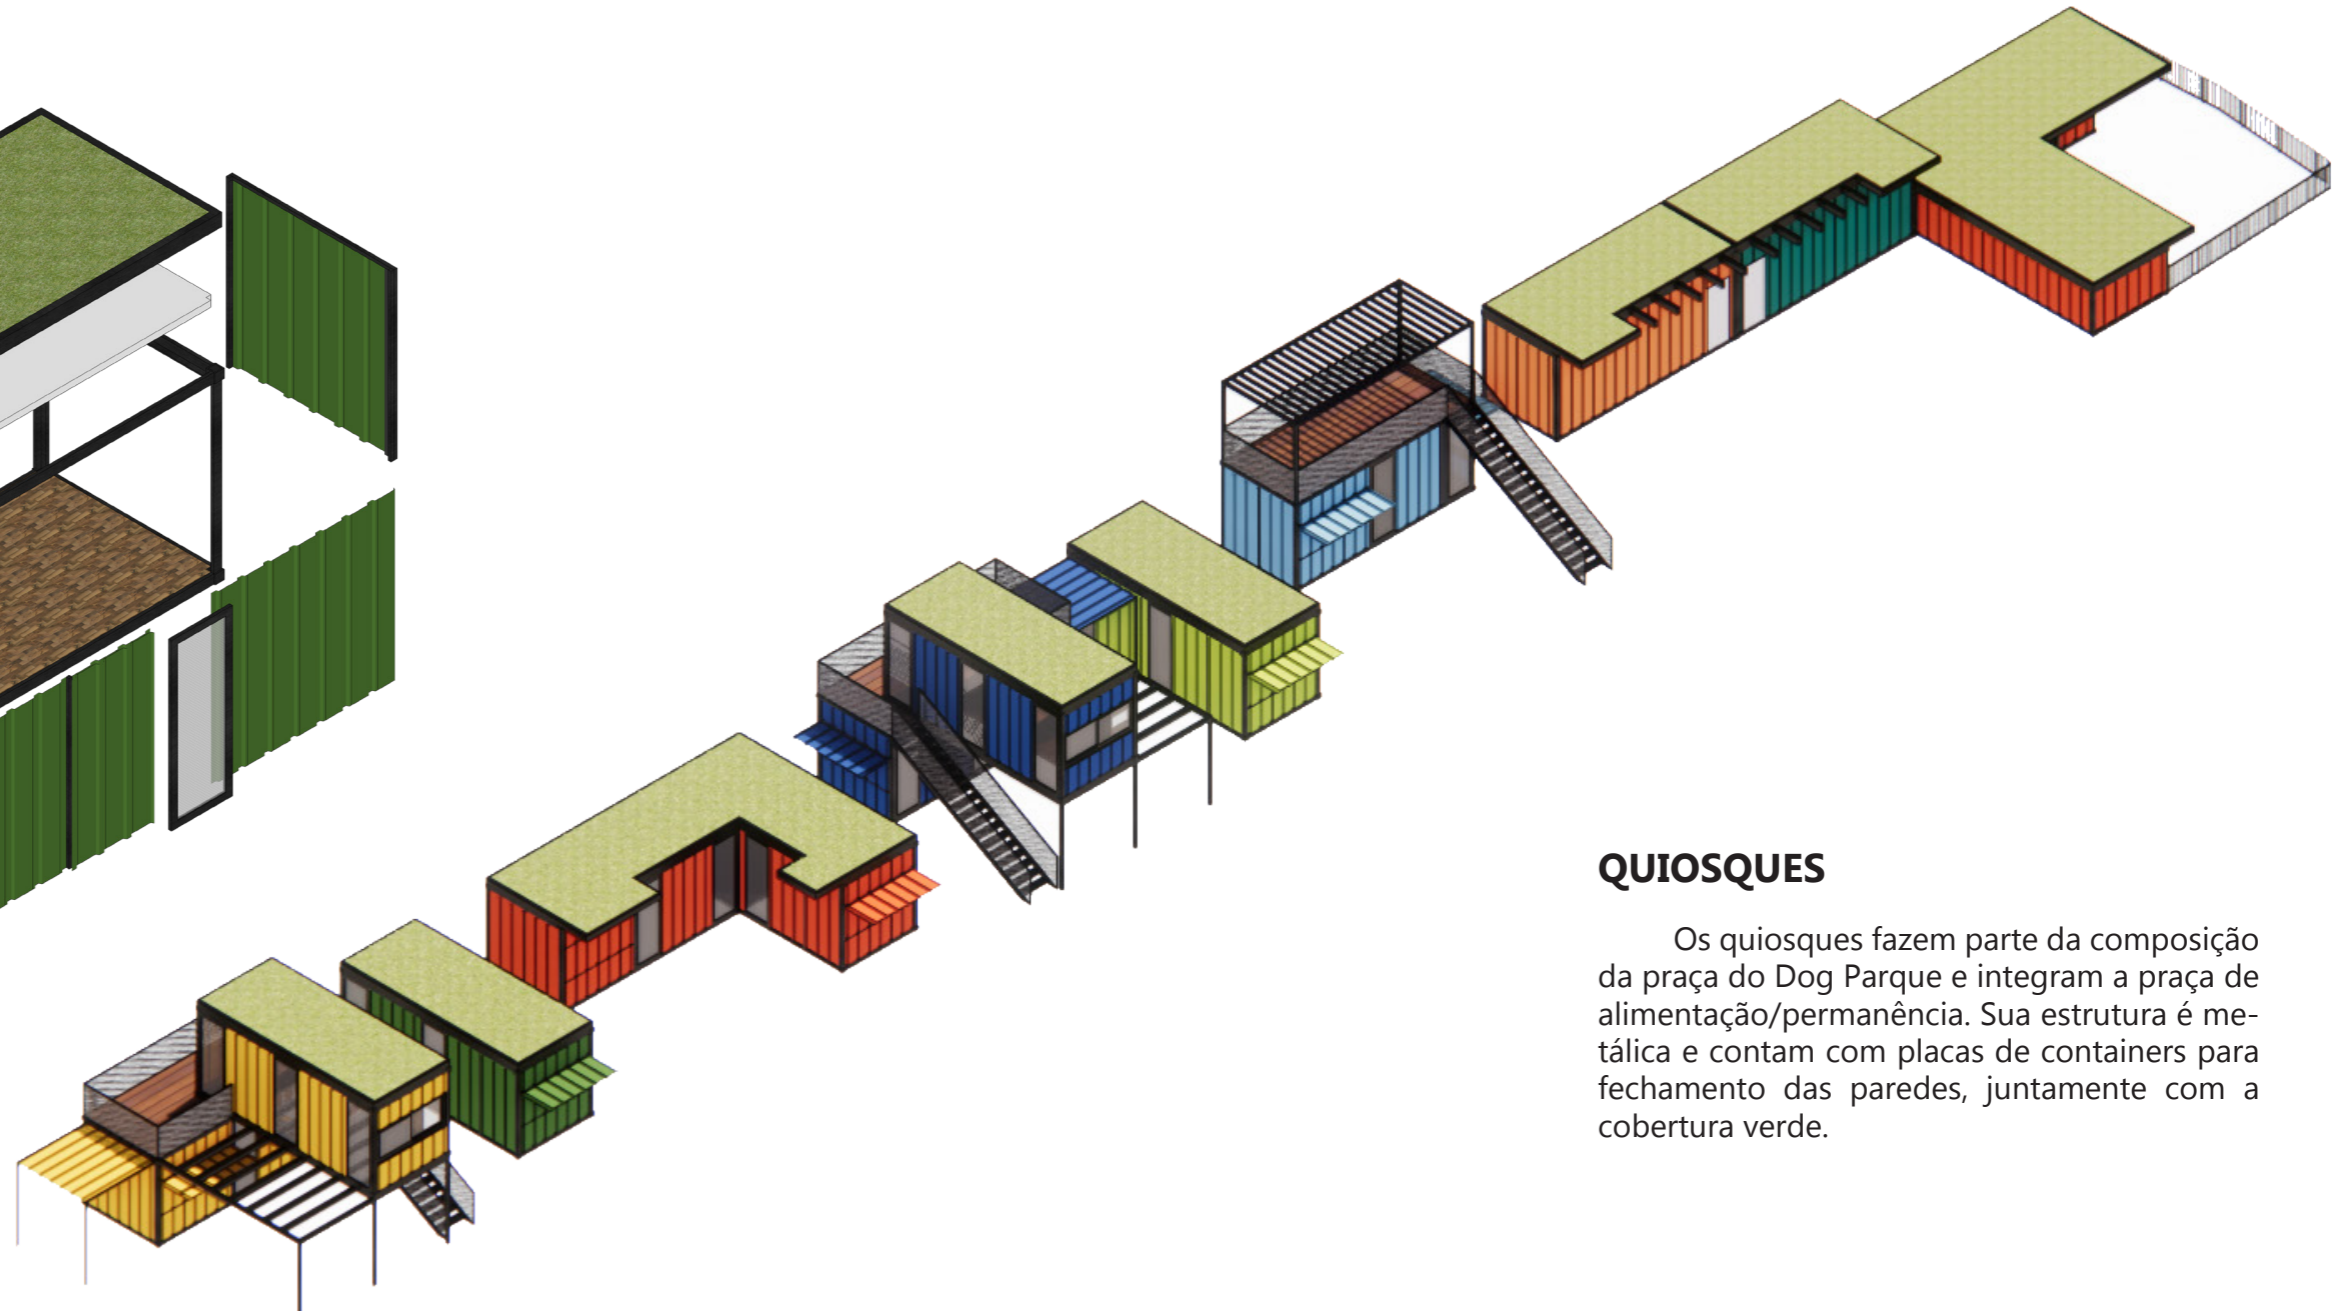 QUIOSQUES
Os quiosques fazem parte da composição
da praça do Dog Parque e integram a praça de
alimentação/permanência. Sua estrutura é me-
tálica e contam com placas de containers para
fechamento das paredes, juntamente com a
cobertura verde.